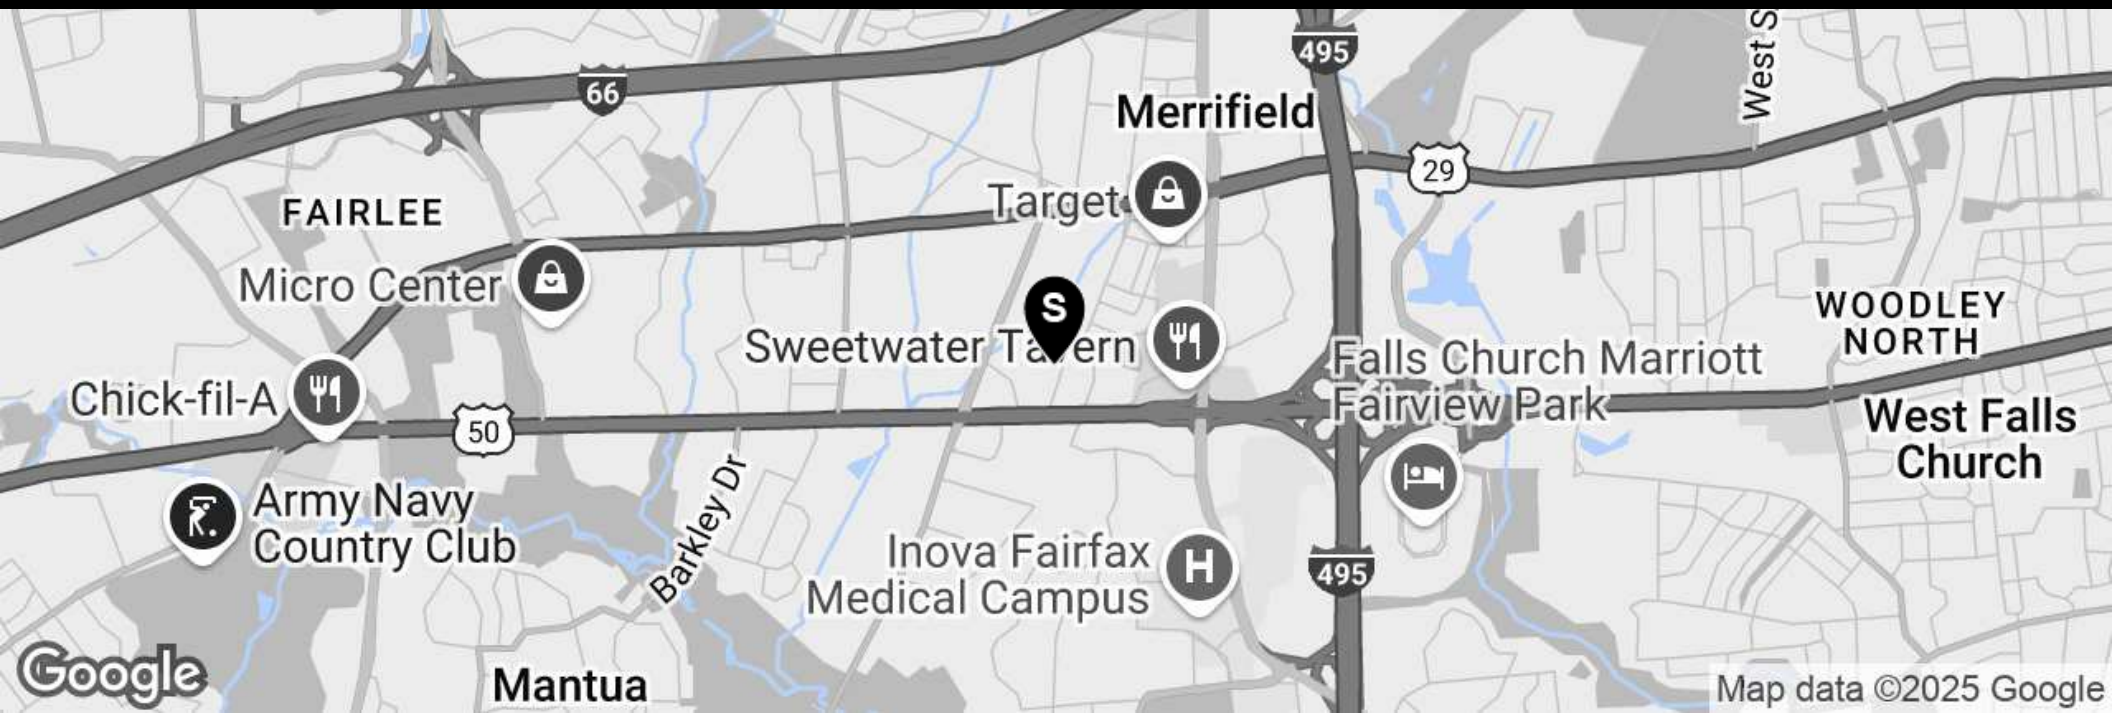 495
West S
66
Merrifield
29
Target
FAIRLEE
Micro Center
S
Sweetwater Tavern
WOODLEY
NORTH
Falls Church Marriott
Fairview Park
Chick-fil-A
50
West Falls
Church
Army Navy
Country Club
Barkley Dr
Inova Fairfax
Medical Campus
H
495
Google
Mantua
Map data ©2025 Google